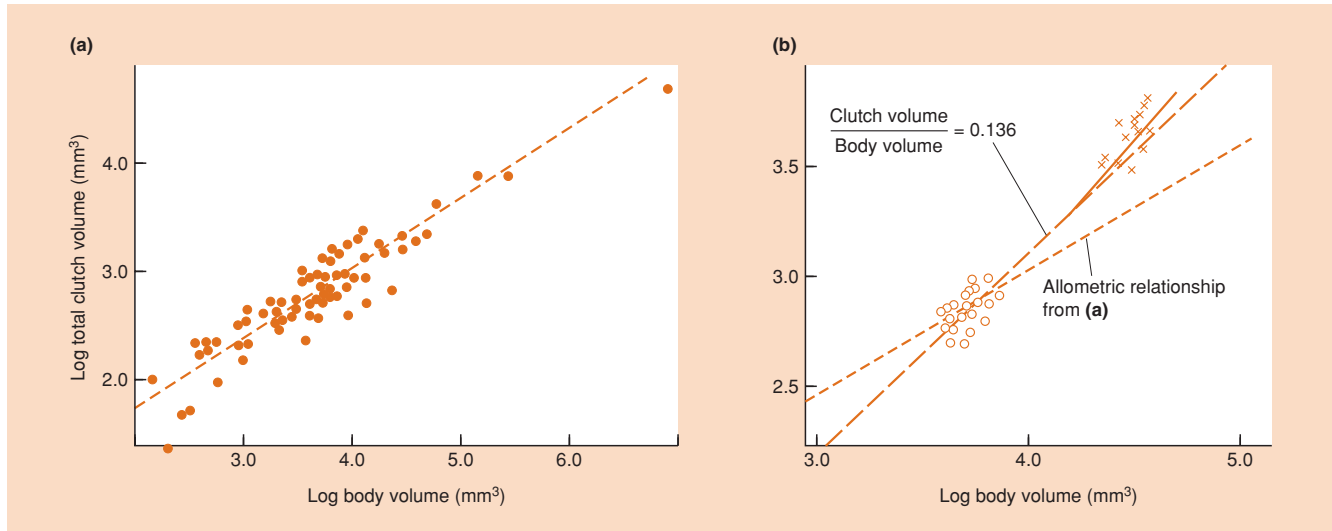 (a)
Log total clutch volume (mm³)
4.0
3.0
2.0
3.0 4.0 5.0 6.0
Log body volume (mm³)
(b)
Clutch volume
Body volume
= 0.136
Allometric relationship
from (a)
3.5
3.0
2.5
3.0 4.0 5.0
Log body volume (mm³)